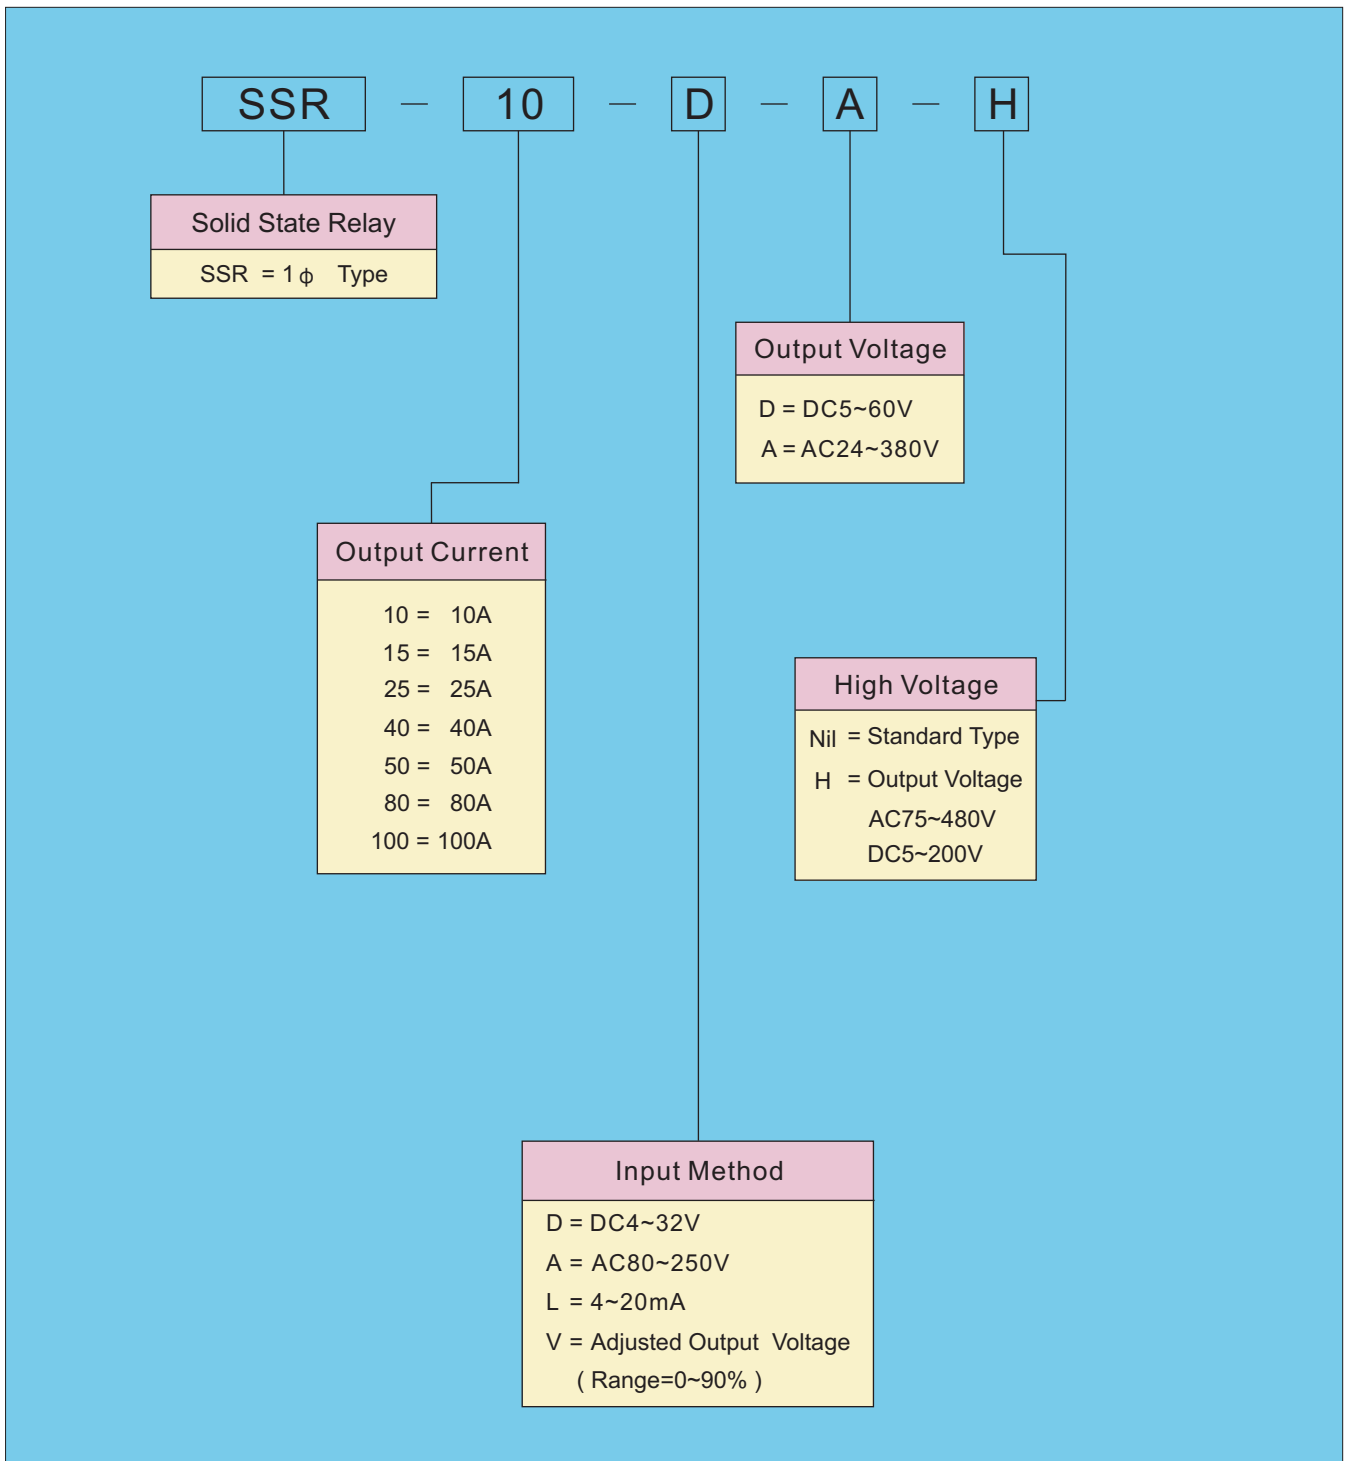 SSR — 10 — D — A — H
Solid State Relay
SSR = 1 φ Type
Output Voltage
D = DC5~60V
A = AC24~380V
Output Current
10 = 10A
15 = 15A
25 = 25A
40 = 40A
50 = 50A
80 = 80A
100 = 100A
High Voltage
Nil = Standard Type
H = Output Voltage
AC75~480V
DC5~200V
Input Method
D = DC4~32V
A = AC80~250V
L = 4~20mA
V = Adjusted Output Voltage
( Range=0~90% )